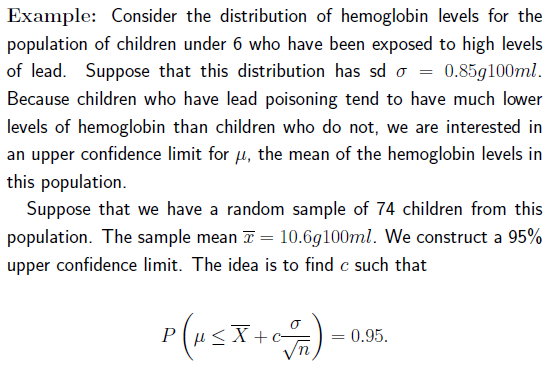 Example: Consider the distribution of hemoglobin levels for the
population of children under 6 who have been exposed to high levels
of lead. Suppose that this distribution has sd σ = 0.85g100ml.
Because children who have lead poisoning tend to have much lower
levels of hemoglobin than children who do not, we are interested in
an upper confidence limit for μ, the mean of the hemoglobin levels in
this population.
Suppose that we have a random sample of 74 children from this
population. The sample mean x̅ = 10.6g100ml. We construct a 95%
upper confidence limit. The idea is to find c such that
P(μ ≤ X̅ + c σ/√n) = 0.95.